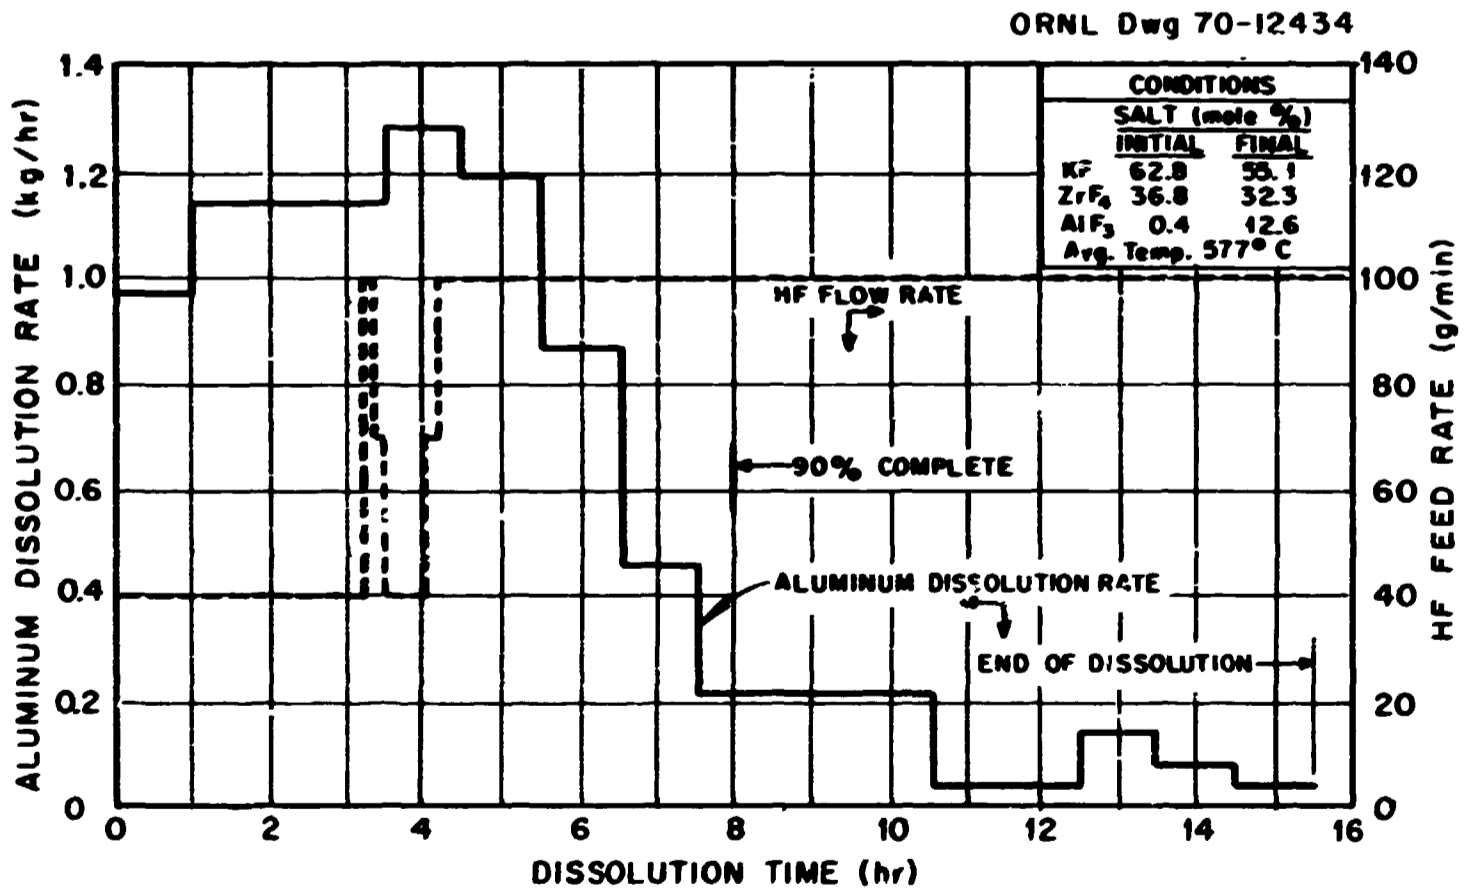 ORNL Dwg 70-12434
1.4
1.2
1.0
0.8
0.6
0.4
0.2
0
ALUMINUM DISSOLUTION RATE (kg/hr)
140
120
100
80
60
40
20
0
HF FEED RATE (g/min)
CONDITIONS
SALT (mole %)
INITIAL FINAL
KF 62.8 55.1
ZrF4 36.8 32.3
AlF3 0.4 12.6
Avg. Temp. 577° C
HF FLOW RATE
90% COMPLETE
ALUMINUM DISSOLUTION RATE
END OF DISSOLUTION
0 2 4 6 8 10 12 14 16
DISSOLUTION TIME (hr)